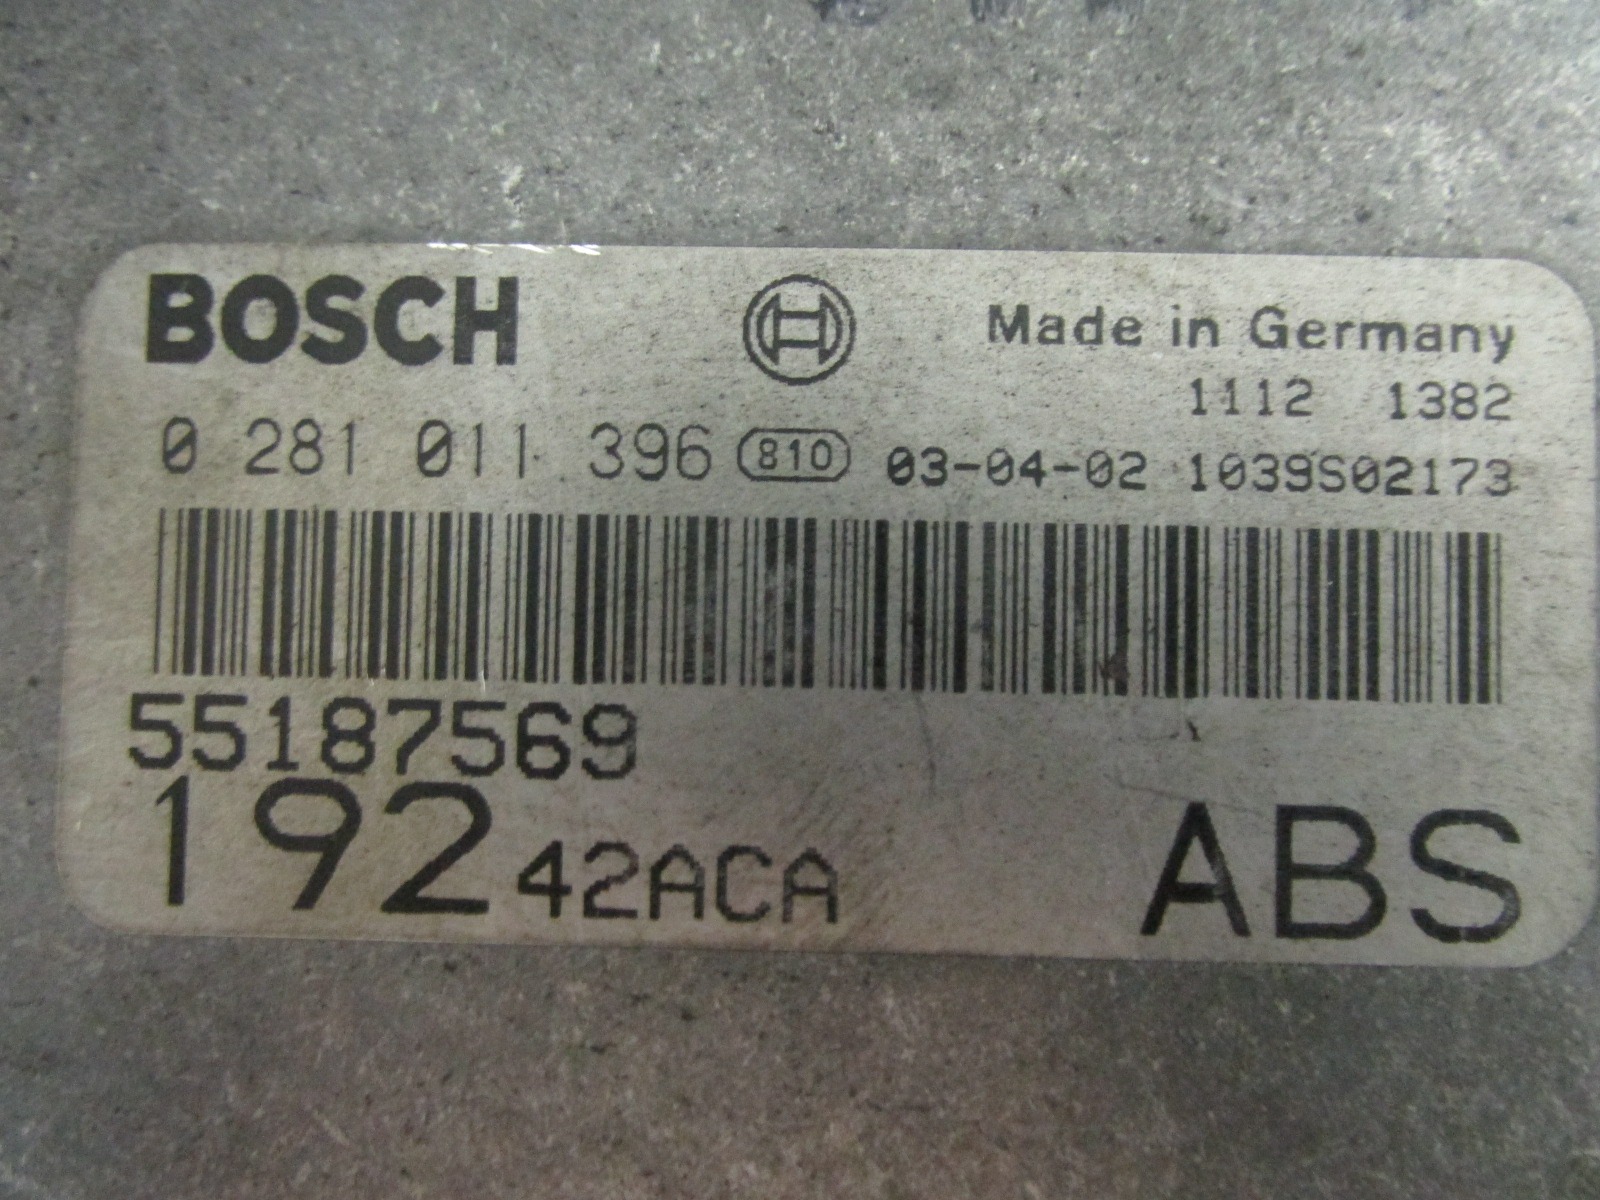 BOSCH Made in Germany
1112 1382
0 281 011 396 810 03-04-02 1039S02173
55187569
192 42ACA ABS